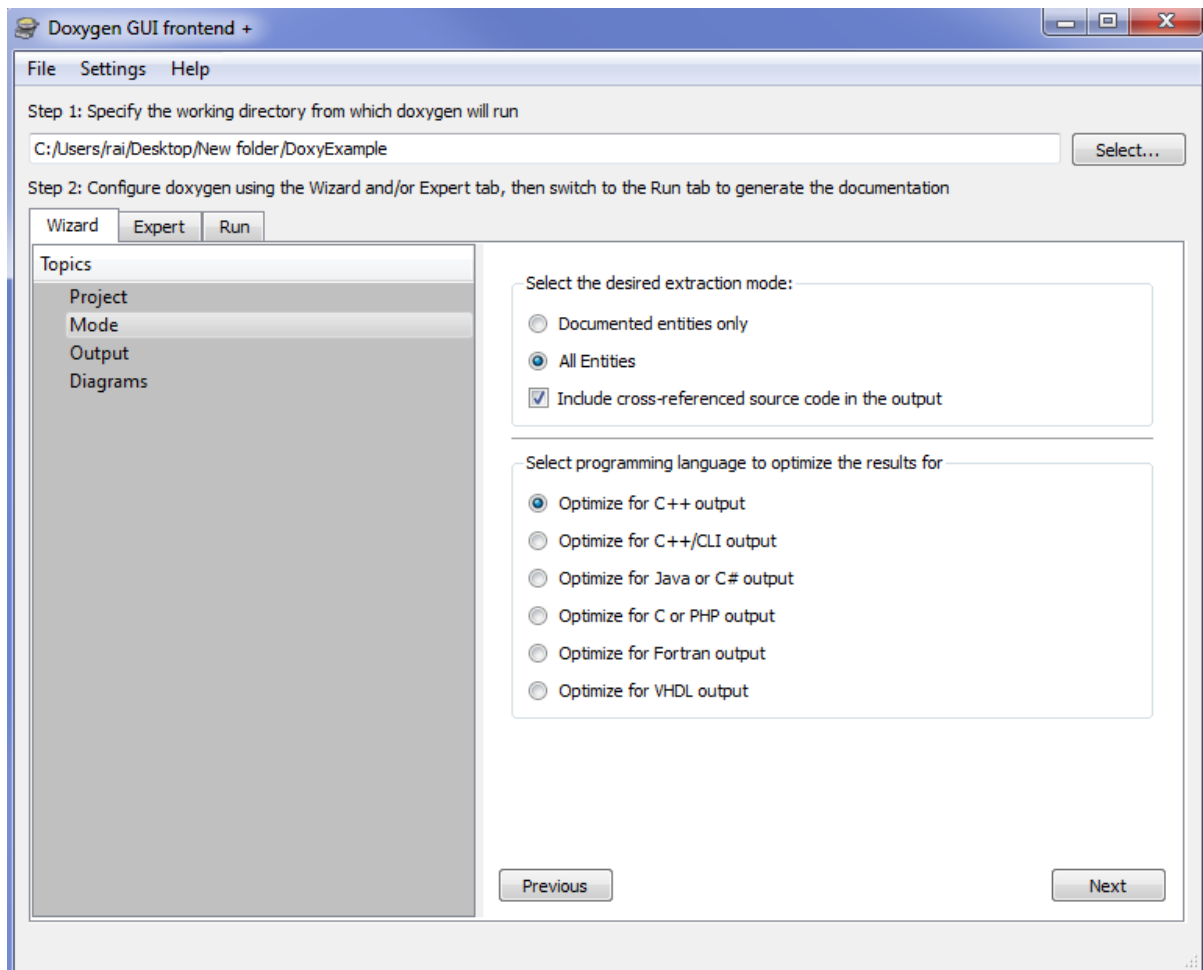 Doxygen GUI frontend +
File Settings Help
Step 1: Specify the working directory from which doxygen will run
C:/Users/rai/Desktop/New folder/DoxyExample
Select...
Step 2: Configure doxygen using the Wizard and/or Expert tab, then switch to the Run tab to generate the documentation
Wizard Expert Run
Topics
Project
Mode
Output
Diagrams
Select the desired extraction mode:
Documented entities only
All Entities
Include cross-referenced source code in the output
Select programming language to optimize the results for
Optimize for C++ output
Optimize for C++/CLI output
Optimize for Java or C# output
Optimize for C or PHP output
Optimize for Fortran output
Optimize for VHDL output
Previous Next